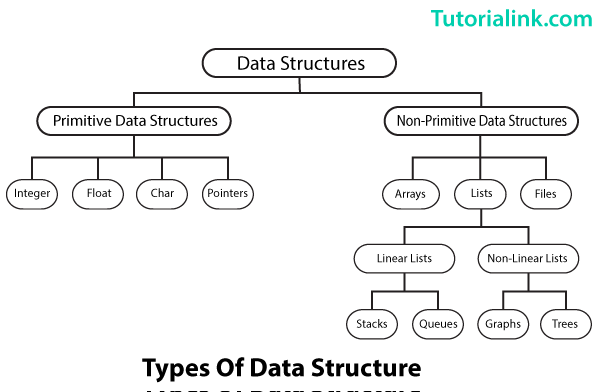 Tutorialink.com
Data Structures
Primitive Data Structures
Non-Primitive Data Structures
Integer
Float
Char
Pointers
Arrays
Lists
Files
Linear Lists
Non-Linear Lists
Stacks
Queues
Graphs
Trees
Types Of Data Structure